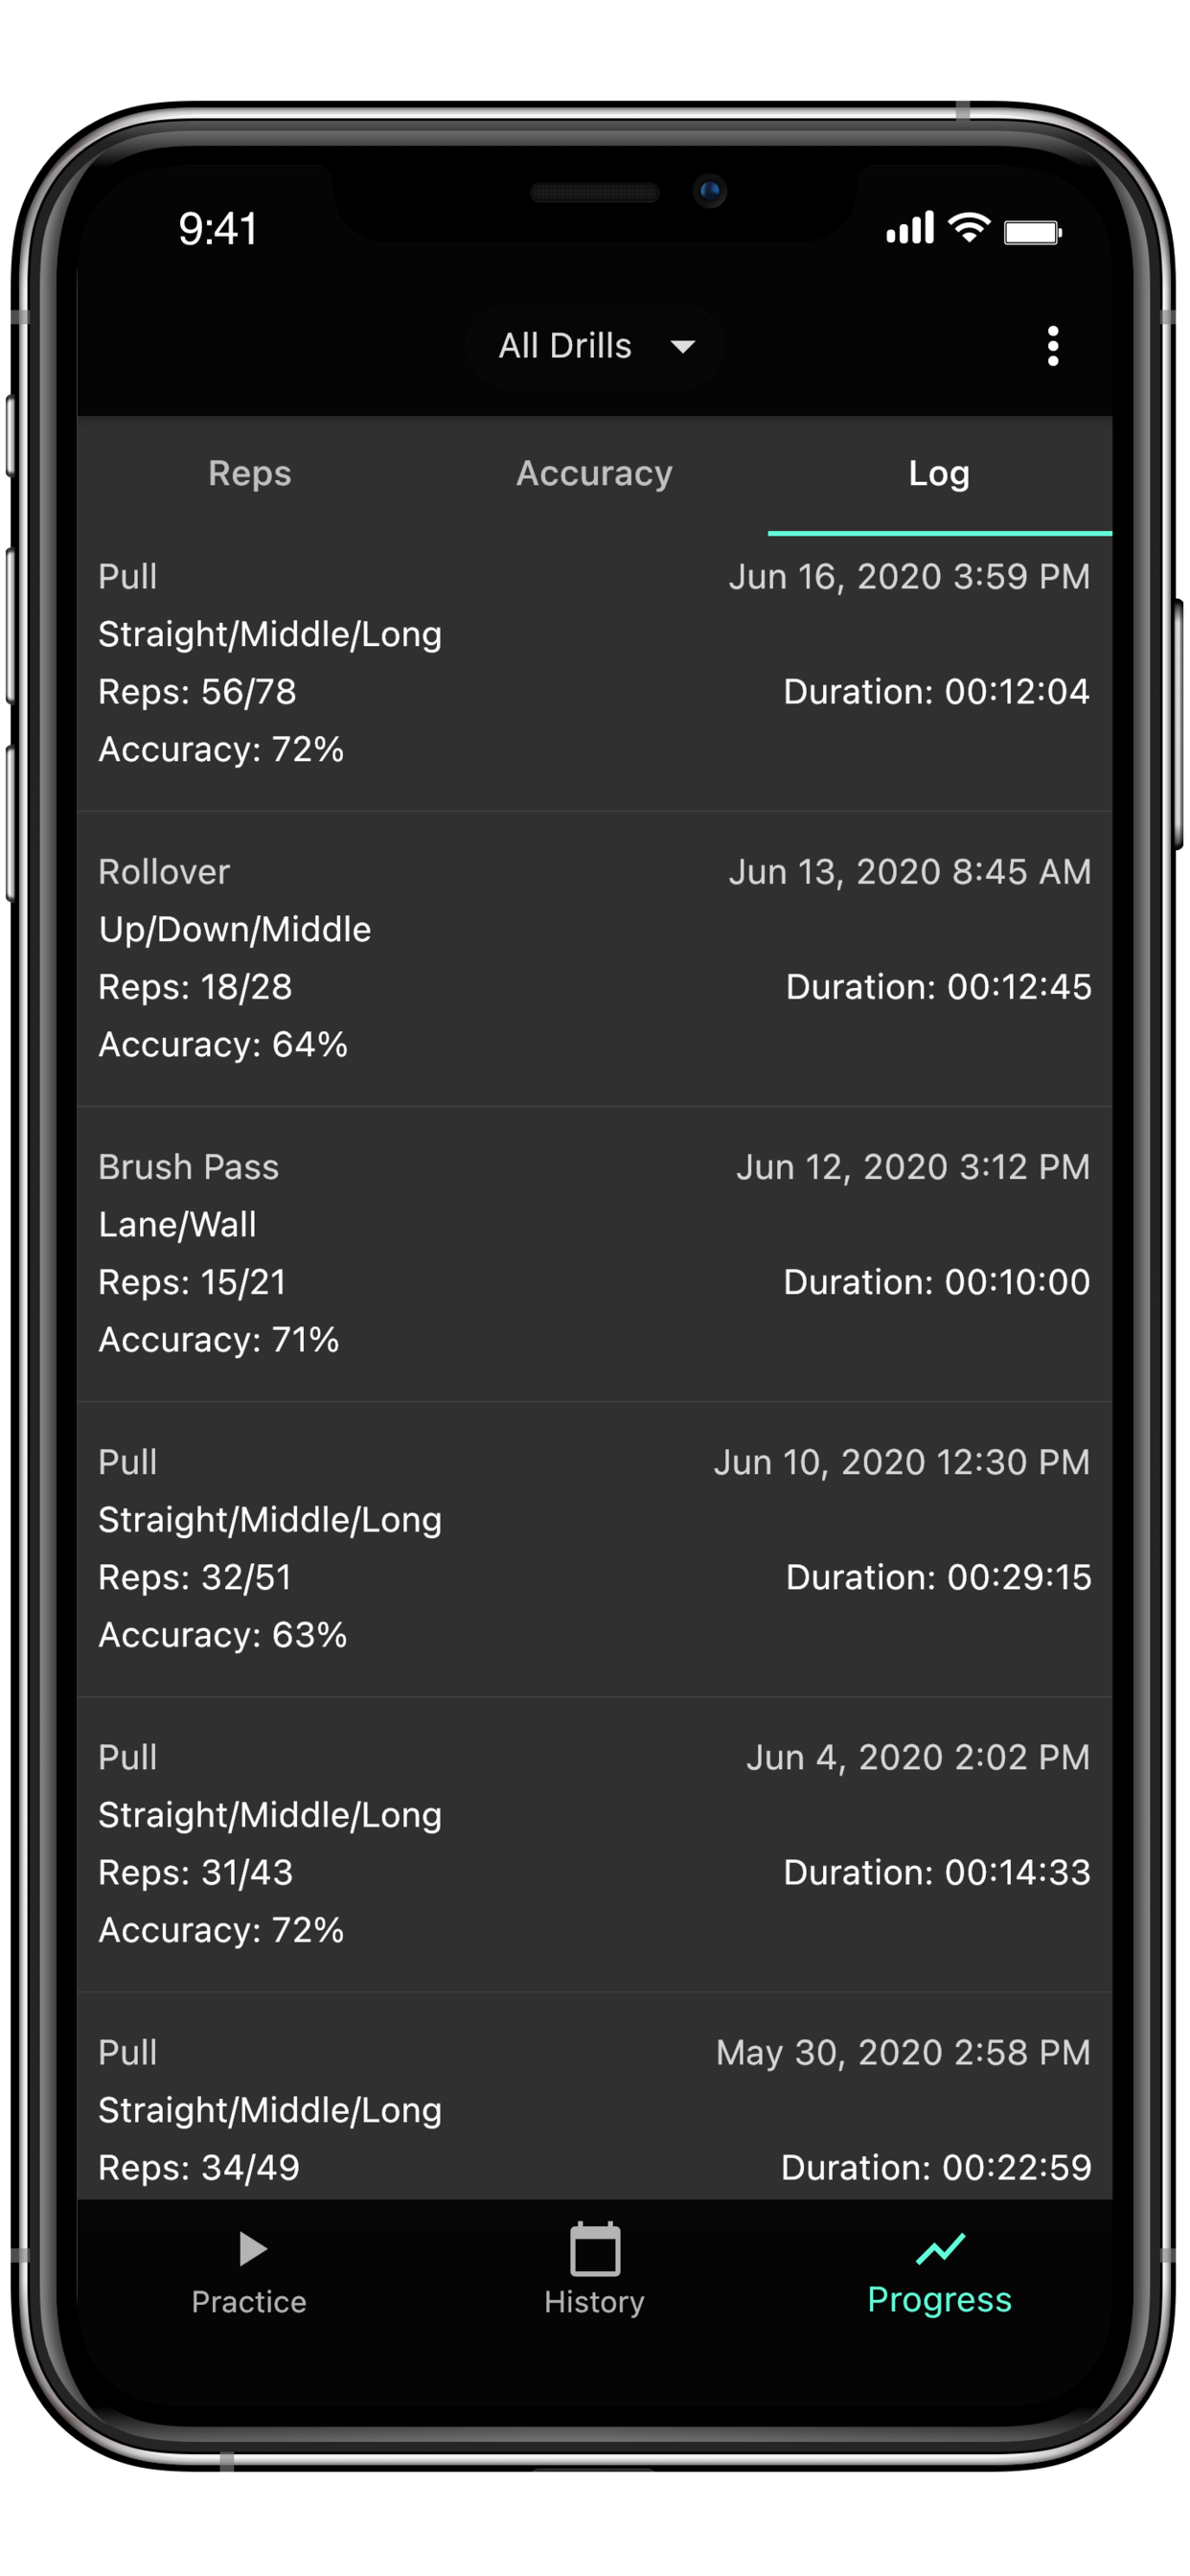 9:41
All Drills
Reps Accuracy Log
Pull Jun 16, 2020 3:59 PM
Straight/Middle/Long
Reps: 56/78 Duration: 00:12:04
Accuracy: 72%
Rollover Jun 13, 2020 8:45 AM
Up/Down/Middle
Reps: 18/28 Duration: 00:12:45
Accuracy: 64%
Brush Pass Jun 12, 2020 3:12 PM
Lane/Wall
Reps: 15/21 Duration: 00:10:00
Accuracy: 71%
Pull Jun 10, 2020 12:30 PM
Straight/Middle/Long
Reps: 32/51 Duration: 00:29:15
Accuracy: 63%
Pull Jun 4, 2020 2:02 PM
Straight/Middle/Long
Reps: 31/43 Duration: 00:14:33
Accuracy: 72%
Pull May 30, 2020 2:58 PM
Straight/Middle/Long
Reps: 34/49 Duration: 00:22:59
Practice History Progress